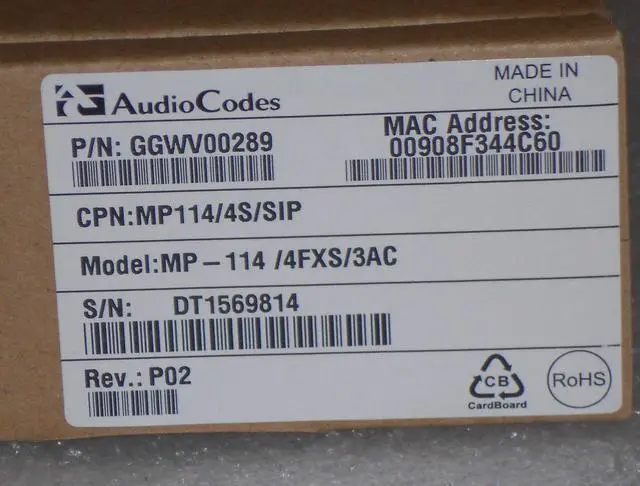 AudioCodes
MADE IN
CHINA
P/N: GGWV00289
MAC Address:
00908F344C60
CPN:MP114/4S/SIP
Model:MP-114 /4FXS/3AC
S/N: DT1569814
Rev.: P02
CB
CardBoard
RoHS